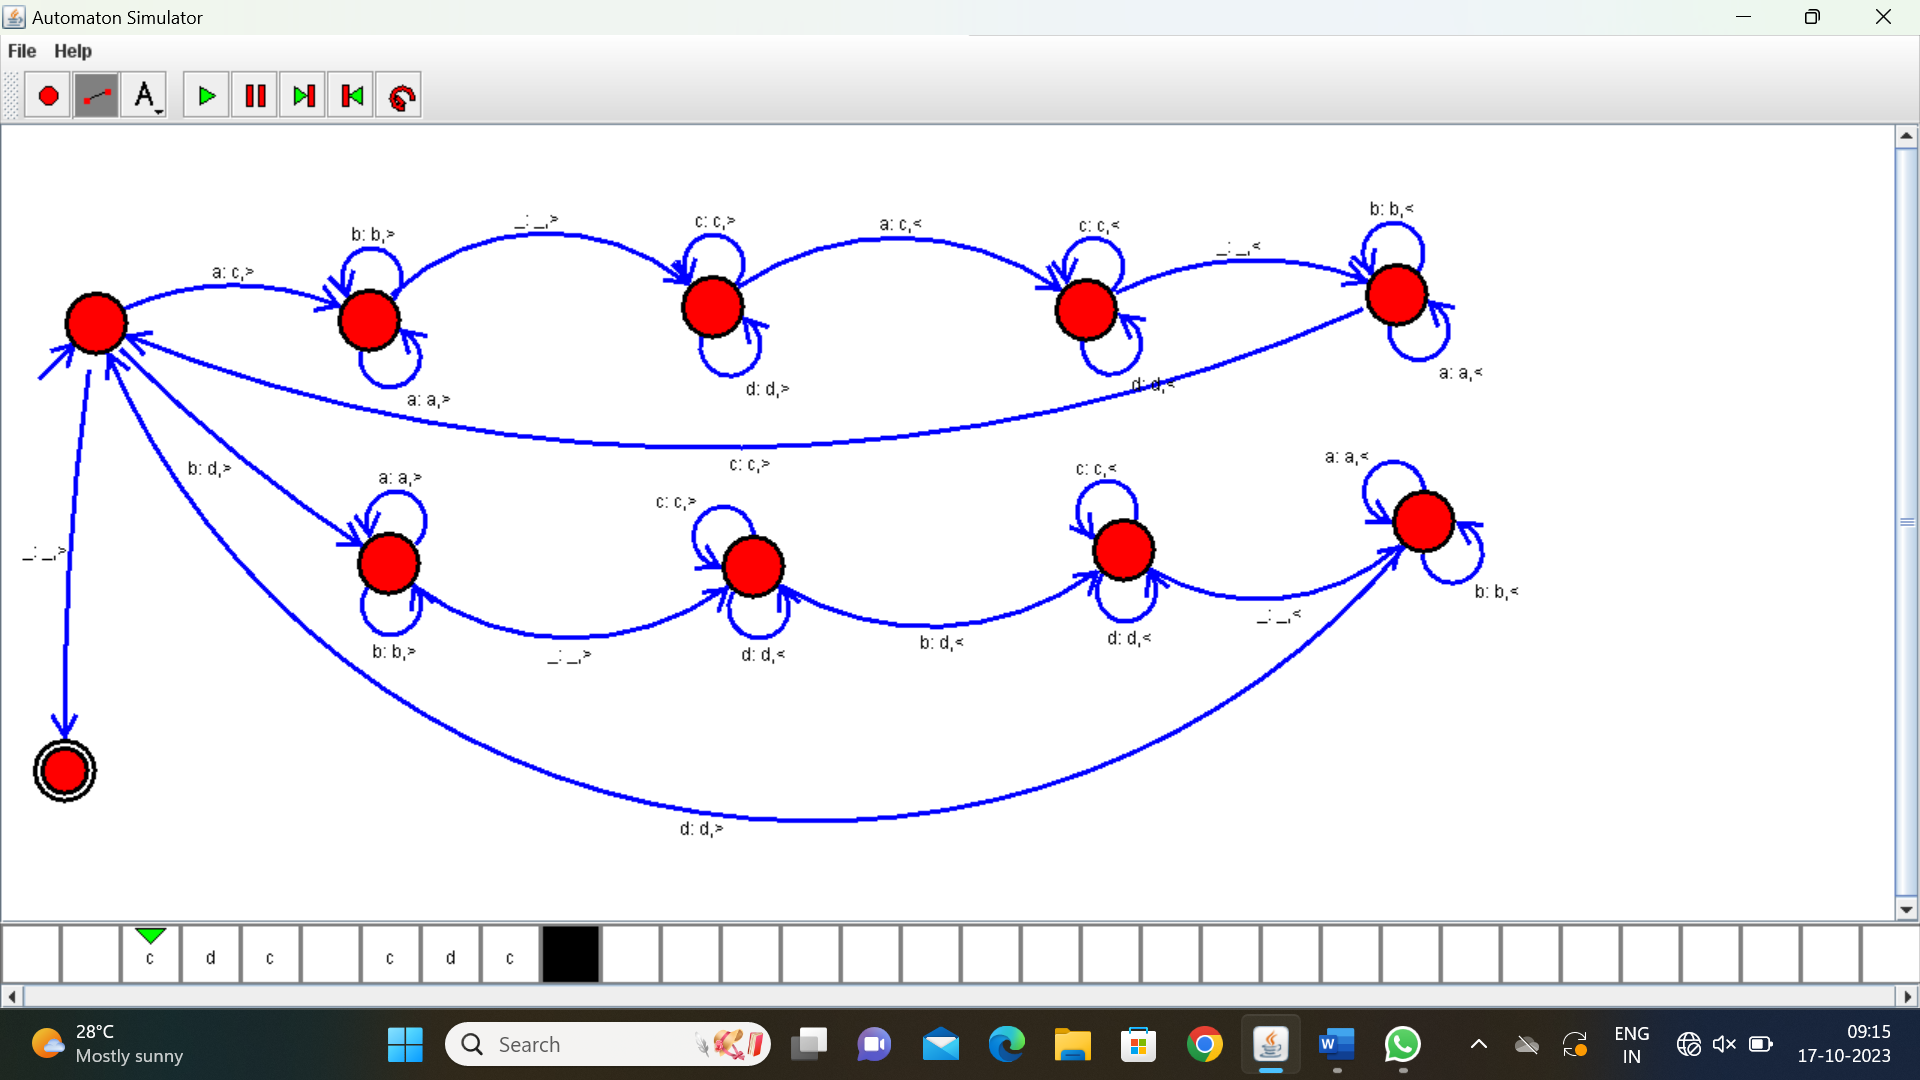 Automaton Simulator
File Help
A
b: b,>
_: _,>
c: c,>
a: c,<
c: c,<
b: b,<
_: _,<
a: c,>
d: d,>
d: d,<
a: a,<
a: a,>
c: c,>
b: d,>
a: a,>
c: c,>
c: c,<
a: a,<
_: _,>
b: b,<
b: b,>
_: _,>
d: d,<
b: d,<
d: d,<
_: _,<
d: d,>
c d c c d c
28°C
Mostly sunny
Search
W
ENG
IN
09:15
17-10-2023